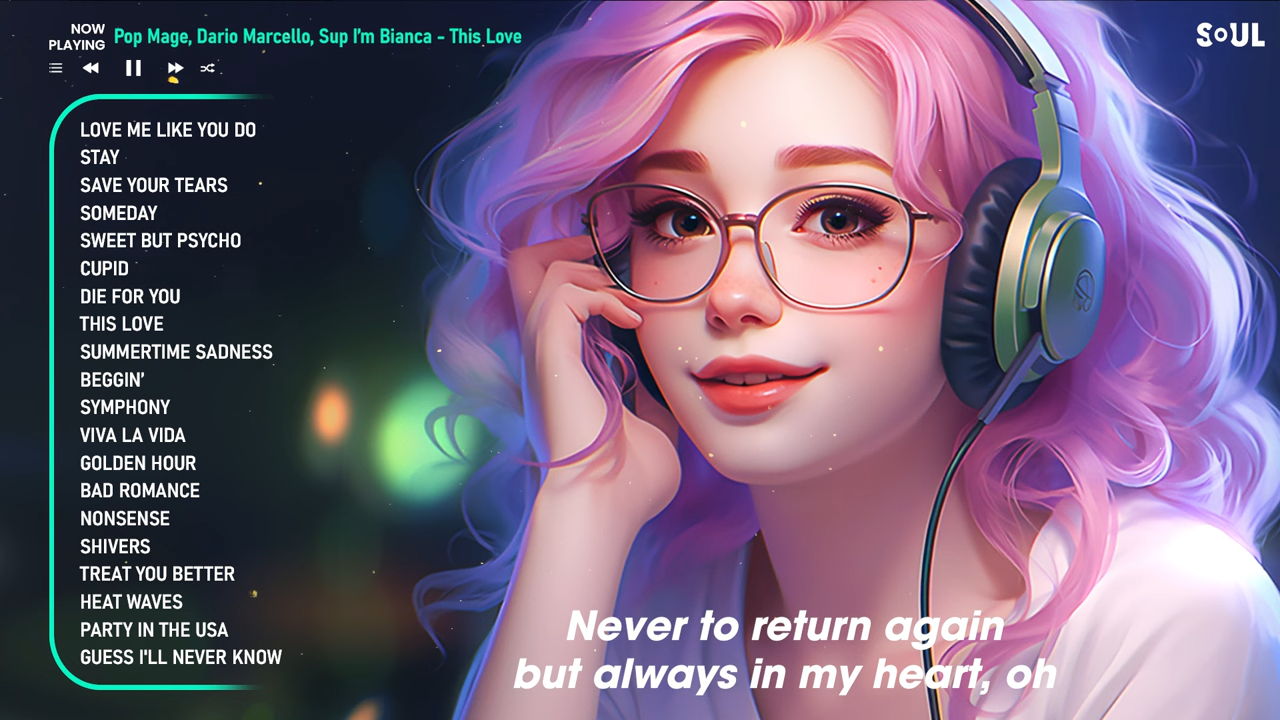 NOW
PLAYING
Pop Mage, Dario Marcello, Sup I'm Bianca - This Love
SOUL
LOVE ME LIKE YOU DO
STAY
SAVE YOUR TEARS
SOMEDAY
SWEET BUT PSYCHO
CUPID
DIE FOR YOU
THIS LOVE
SUMMERTIME SADNESS
BEGGIN'
SYMPHONY
VIVA LA VIDA
GOLDEN HOUR
BAD ROMANCE
NONSENSE
SHIVERS
TREAT YOU BETTER
HEAT WAVES
PARTY IN THE USA
GUESS I'LL NEVER KNOW
Never to return again
but always in my heart, oh